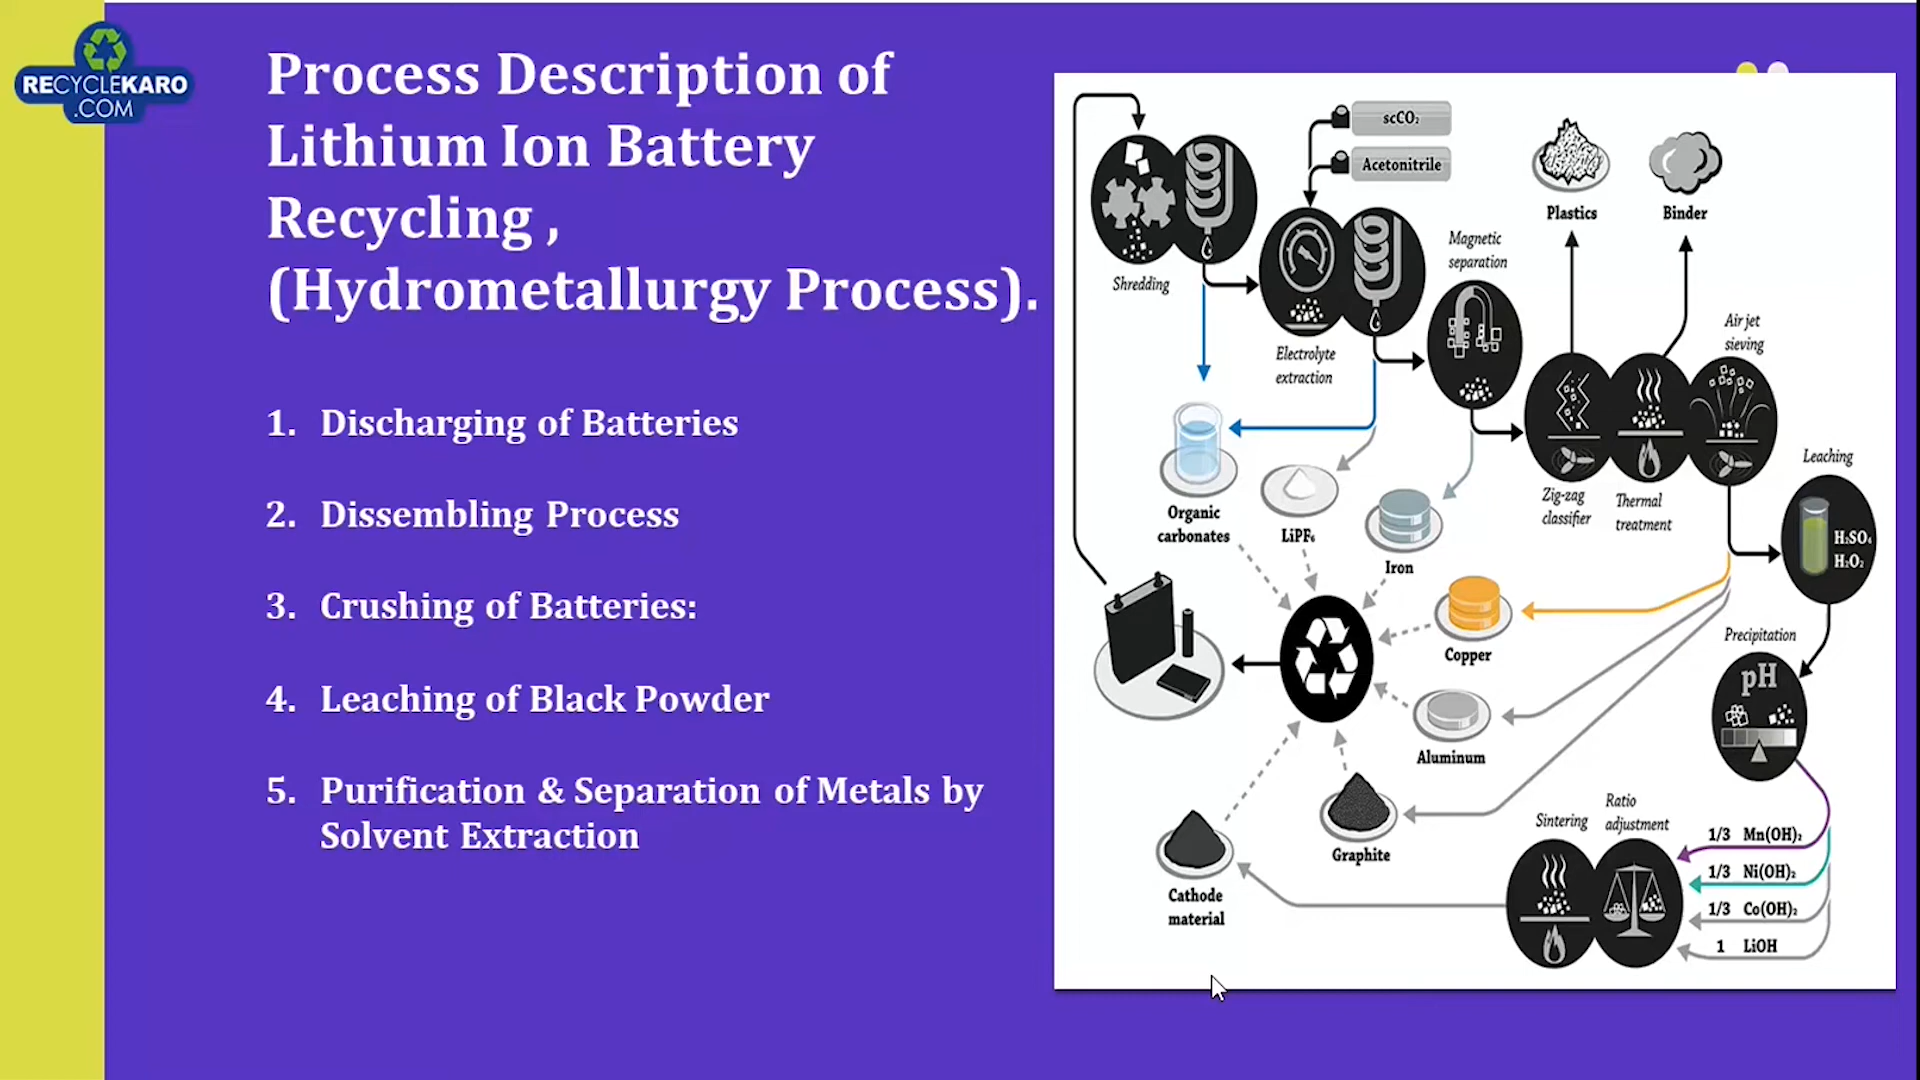 RECYCLEKARO
.COM
Process Description of
Lithium Ion Battery
Recycling ,
(Hydrometallurgy Process).
1. Discharging of Batteries
2. Dissembling Process
3. Crushing of Batteries:
4. Leaching of Black Powder
5. Purification & Separation of Metals by
Solvent Extraction
scCO₂
Acetonitrile
Plastics
Binder
Magnetic
separation
Shredding
Air jet
sieving
Electrolyte
extraction
Leaching
Zig-zag
classifier
Thermal
treatment
Organic
carbonates
LiPF₆
H₂SO₄
H₂O₂
Iron
Precipitation
Copper
pH
Aluminum
Ratio
adjustment
Sintering
1/3 Mn(OH)₂
Graphite
1/3 Ni(OH)₂
Cathode
material
1/3 Co(OH)₂
1 LiOH